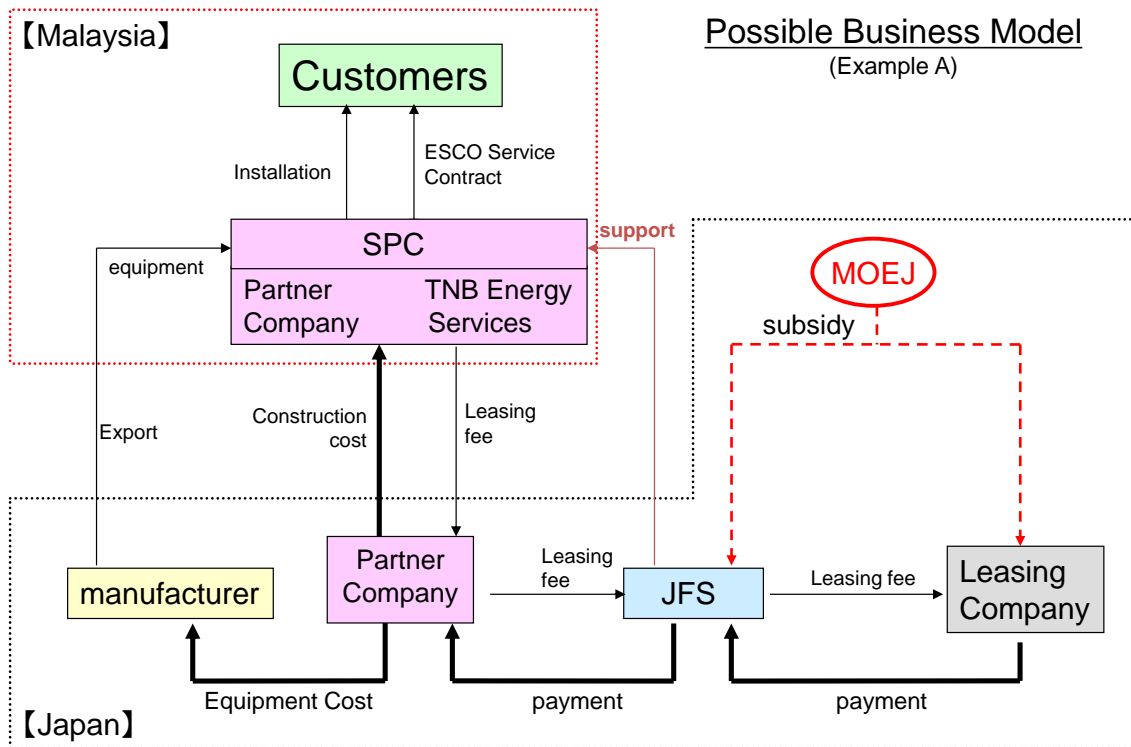 【Malaysia】
Possible Business Model
(Example A)
Customers
Installation
ESCO Service
Contract
SPC
support
equipment
Partner
Company
TNB Energy
Services
MOEJ
subsidy
Construction
cost
Leasing
fee
Export
manufacturer
Partner
Company
Leasing
fee
JFS
Leasing fee
Leasing
Company
Equipment Cost
payment
payment
【Japan】